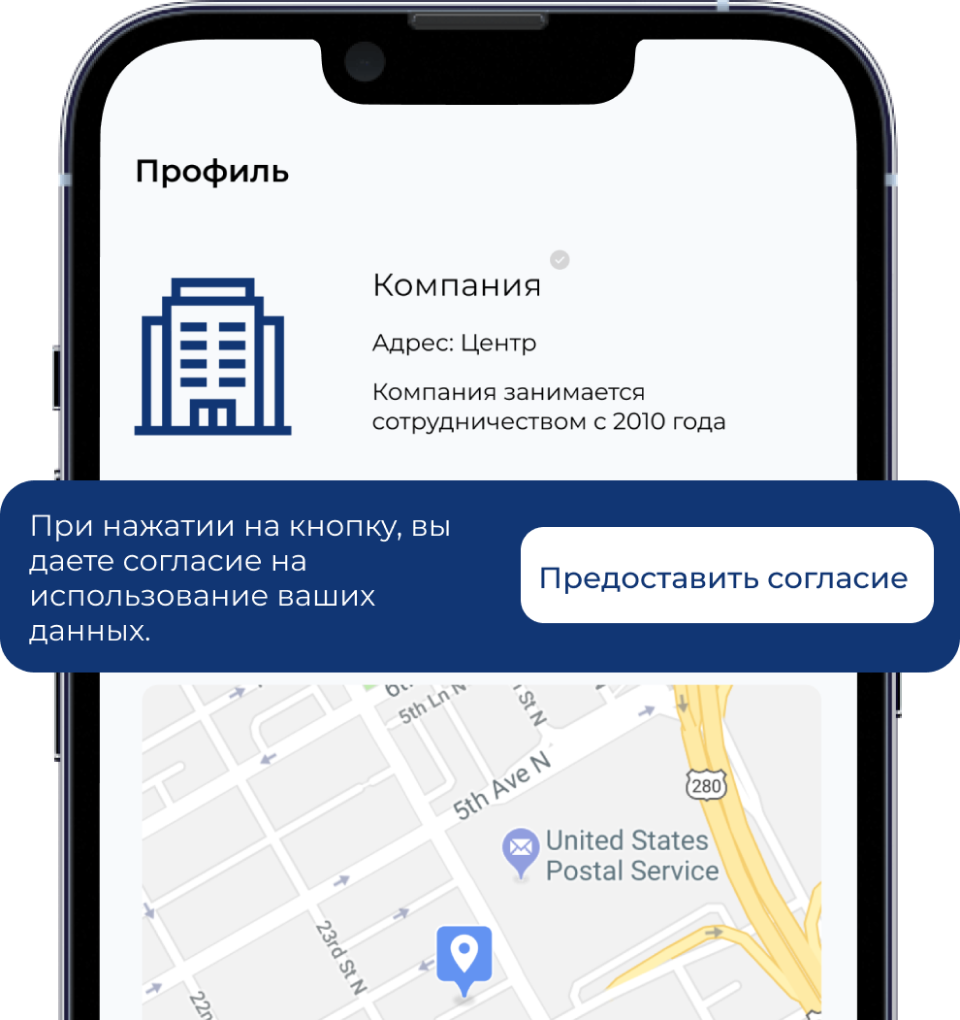 Профиль
Компания
Адрес: Центр
Компания занимается
сотрудничеством с 2010 года
При нажатии на кнопку, вы
даете согласие на
использование ваших
данных.
Предоставить согласие
5th Ln N
St N
5th Ave N
280
United States
Postal Service
23rd St N